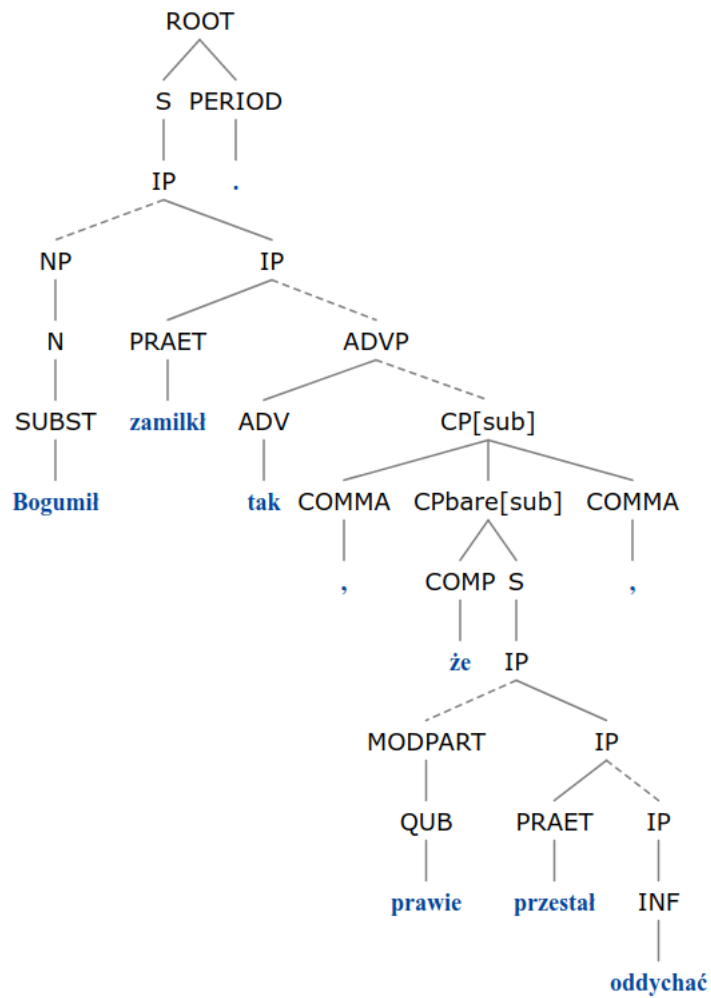 ROOT
S PERIOD
IP .
NP IP
N PRAET ADVP
SUBST zamilkł ADV CP[sub]
Bogumił tak COMMA CPbare[sub] COMMA
, COMP S ,
że IP
MODPART IP
QUB PRAET IP
prawie przestał INF
oddychać